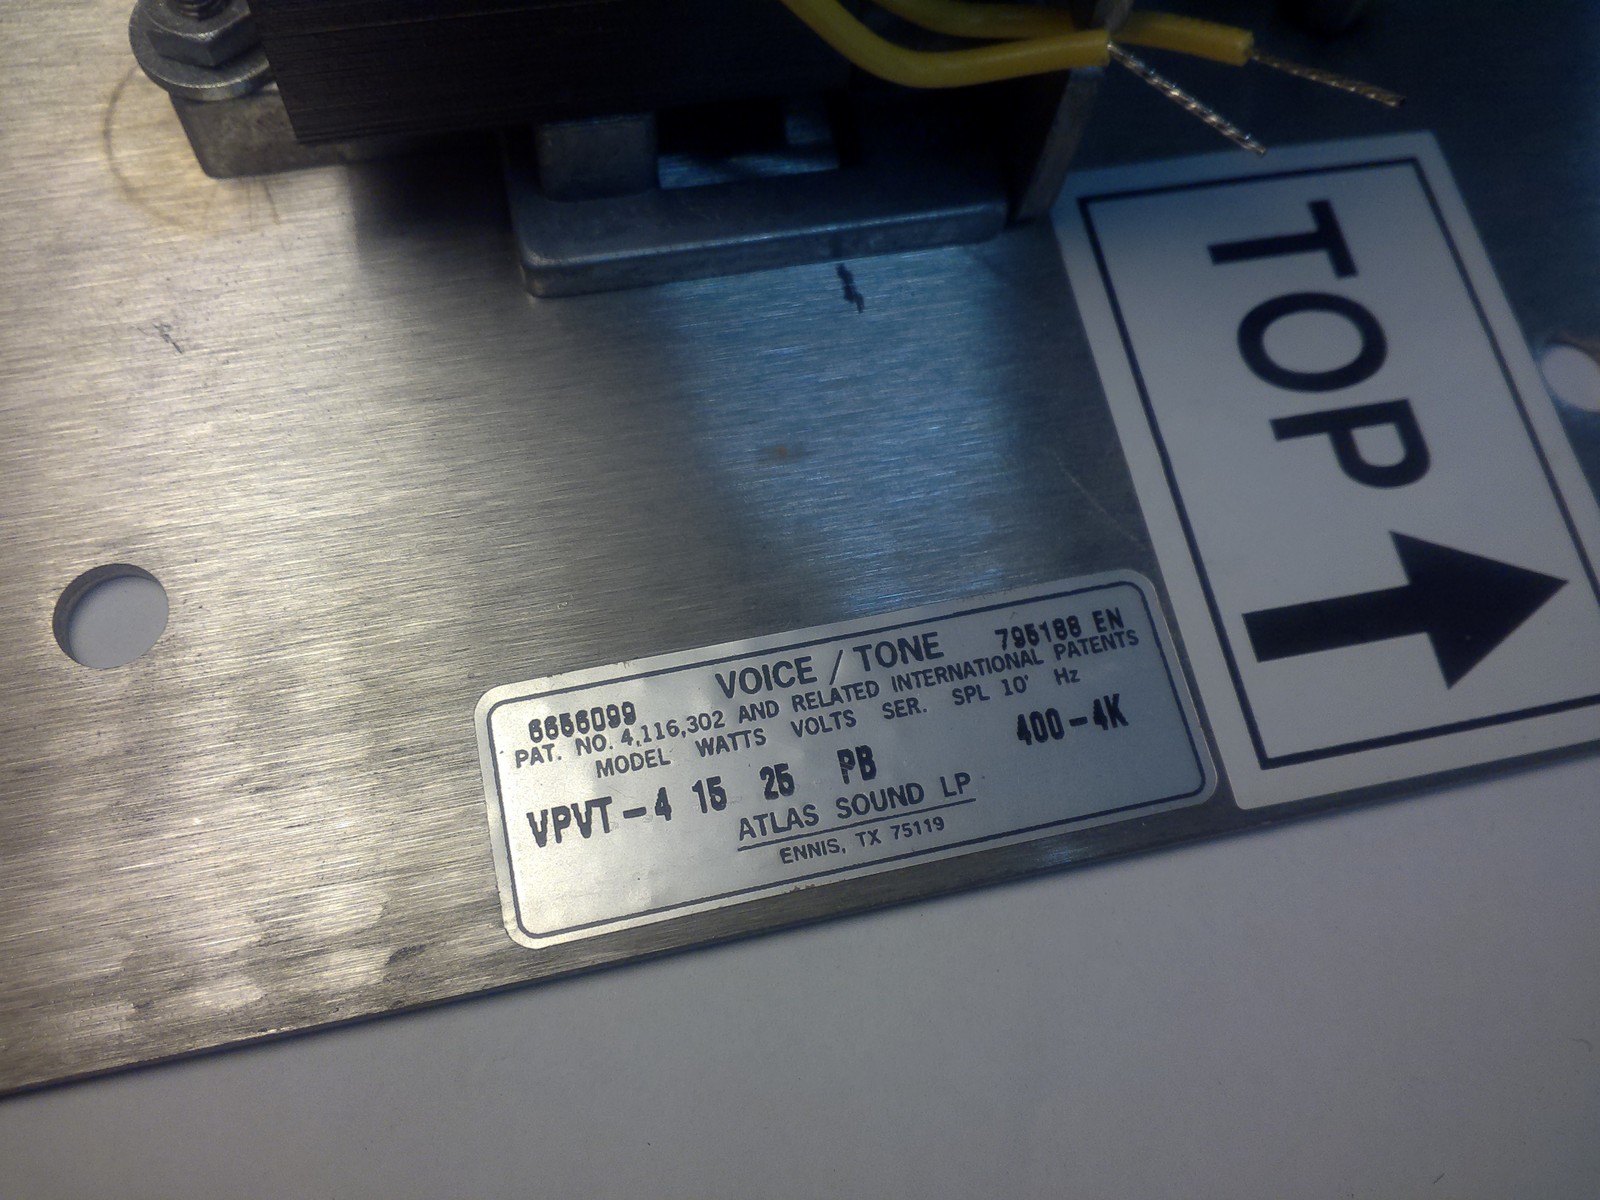 TOP
VOICE / TONE
6656099 795188 EN
PAT. NO. 4,116,302 AND RELATED INTERNATIONAL PATENTS
MODEL WATTS VOLTS SER. SPL 10' Hz
VPVT-4 15 25 PB 400-4K
ATLAS SOUND LP
ENNIS, TX 75119